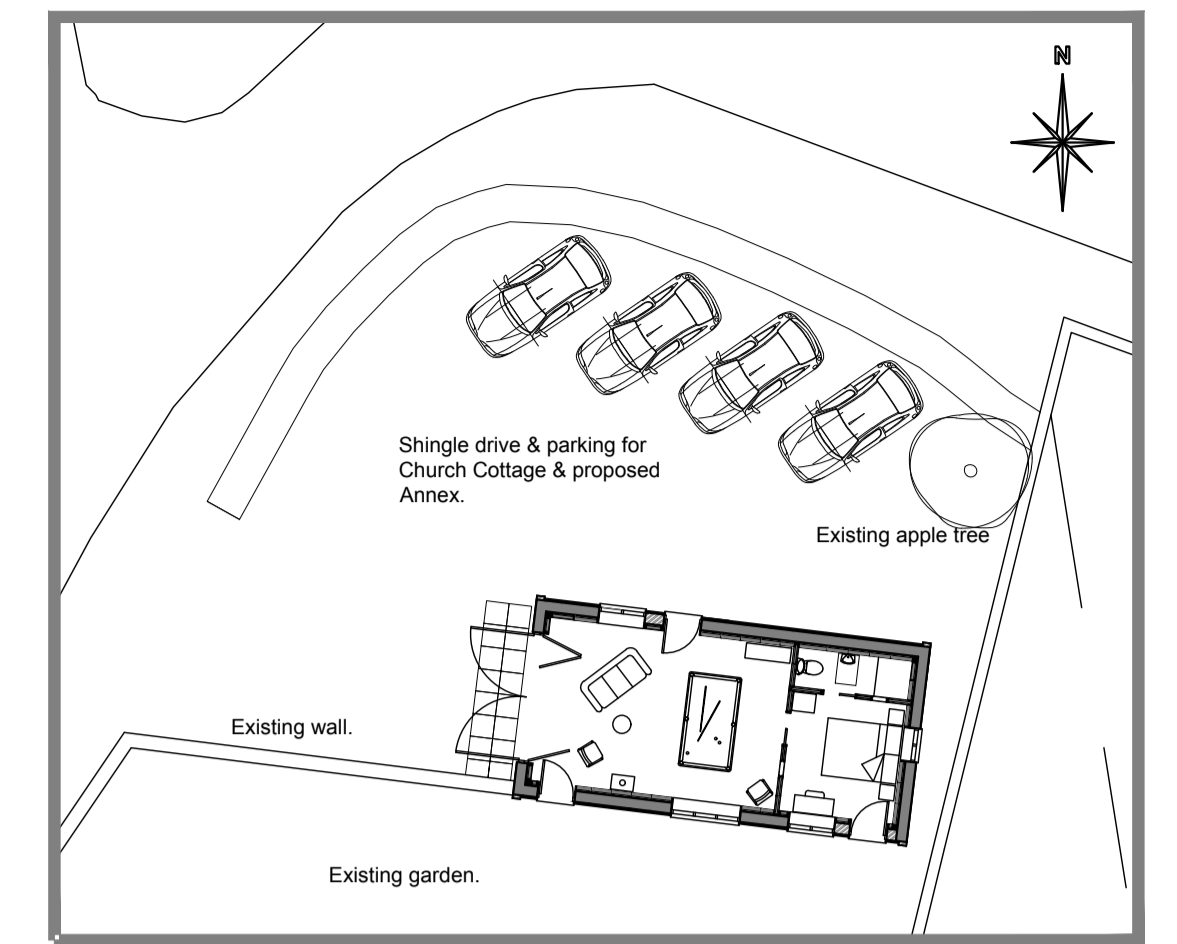 N
Shingle drive & parking for
Church Cottage & proposed
Annex.
Existing apple tree
Existing wall.
Existing garden.